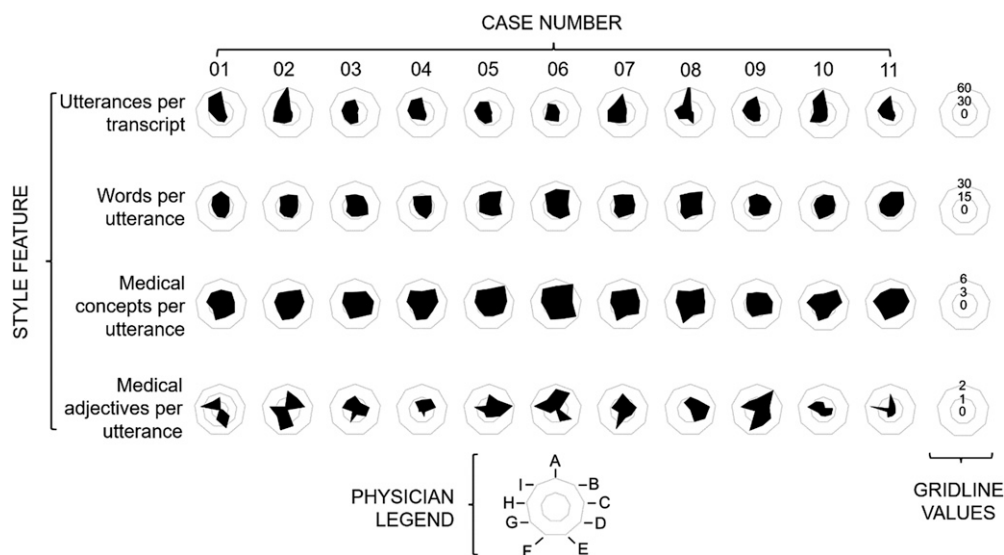 CASE NUMBER
01 02 03 04 05 06 07 08 09 10 11
STYLE FEATURE
Utterances per
transcript
60
30
0
Words per
utterance
30
15
0
Medical
concepts per
utterance
6
3
0
Medical
adjectives per
utterance
2
1
0
PHYSICIAN
LEGEND
A
I B
H C
G D
F E
GRIDLINE
VALUES